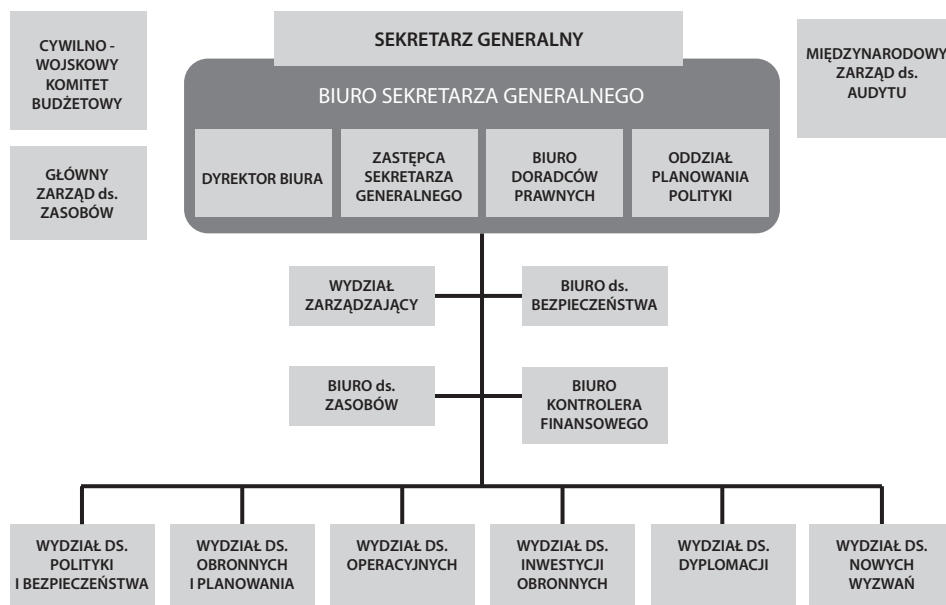 CYWILNO -
WOJSKOWY
KOMITET
BUDŻETOWY
SEKRETARZ GENERALNY
MIĘDZYNARODOWY
ZARZĄD ds.
AUDYTU
BIURO SEKRETARZA GENERALNEGO
GŁÓWNY
ZARZĄD ds.
ZASOBÓW
DYREKTOR BIURA
ZASTĘPCA
SEKRETARZA
GENERALNEGO
BIURO
DORADCÓW
PRAWNYCH
ODDZIAŁ
PLANOWANIA
POLITYKI
WYDZIAŁ
ZARZĄDZAJĄCY
BIURO ds.
BEZPIECZEŃSTWA
BIURO ds.
ZASOBÓW
BIURO
KONTROLERA
FINANSOWEGO
WYDZIAŁ DS.
POLITYKI
I BEZPIECZEŃSTWA
WYDZIAŁ DS.
OBRONNYCH
I PLANOWANIA
WYDZIAŁ DS.
OPERACYJNYCH
WYDZIAŁ DS.
INWESTYCJI
OBRONNYCH
WYDZIAŁ DS.
DYPLOMACJI
WYDZIAŁ DS.
NOWYCH
WYZWAŃ